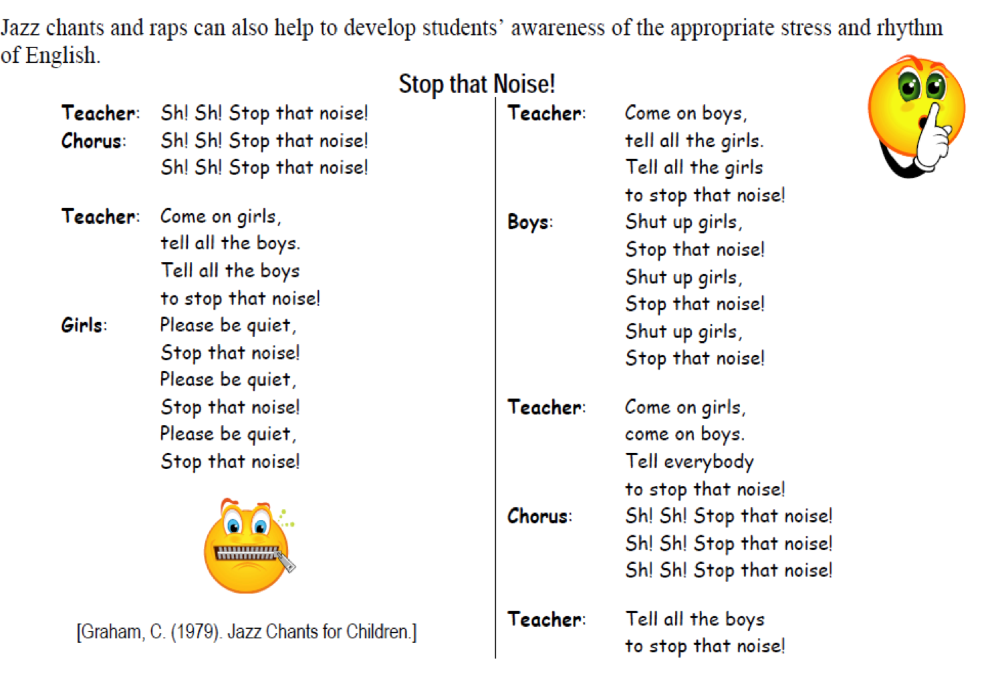 Jazz chants and raps can also help to develop students’ awareness of the appropriate stress and rhythm
of English.
Stop that Noise!
Teacher: Sh! Sh! Stop that noise!
Chorus: Sh! Sh! Stop that noise!
Sh! Sh! Stop that noise!
Teacher: Come on girls,
tell all the boys.
Tell all the boys
to stop that noise!
Girls: Please be quiet,
Stop that noise!
Please be quiet,
Stop that noise!
Please be quiet,
Stop that noise!
[Graham, C. (1979). Jazz Chants for Children.]
Teacher: Come on boys,
tell all the girls.
Tell all the girls
to stop that noise!
Boys: Shut up girls,
Stop that noise!
Shut up girls,
Stop that noise!
Shut up girls,
Stop that noise!
Teacher: Come on girls,
come on boys.
Tell everybody
to stop that noise!
Chorus: Sh! Sh! Stop that noise!
Sh! Sh! Stop that noise!
Sh! Sh! Stop that noise!
Teacher: Tell all the boys
to stop that noise!